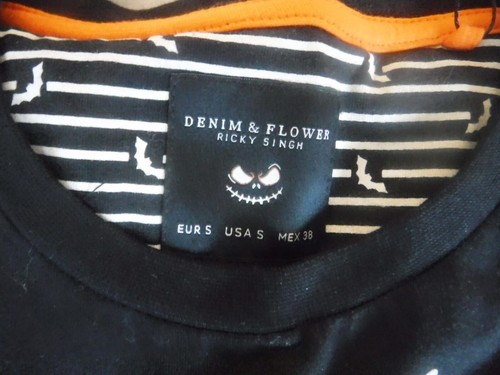 DENIM & FLOWER
RICKY SINGH
EUR S USA S MEX 38